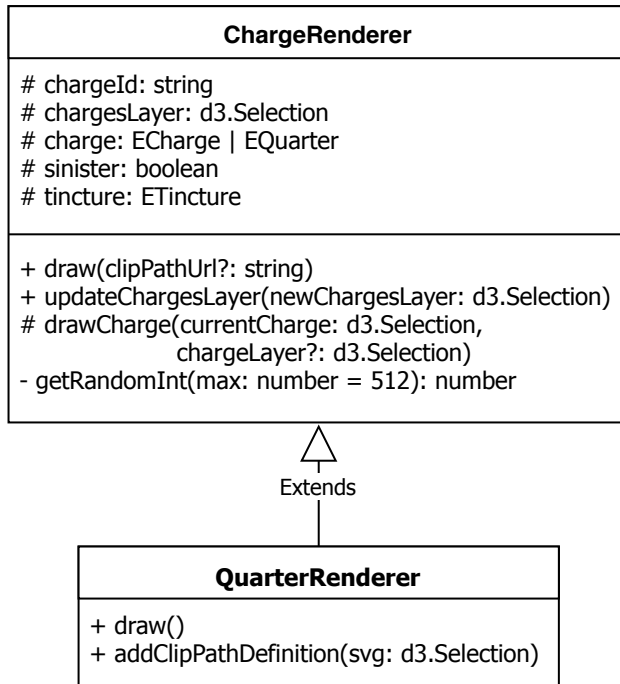 ChargeRenderer
# chargeId: string
# chargesLayer: d3.Selection
# charge: ECharge | EQuarter
# sinister: boolean
# tincture: ETincture
+ draw(clipPathUrl?: string)
+ updateChargesLayer(newChargesLayer: d3.Selection)
# drawCharge(currentCharge: d3.Selection,
chargeLayer?: d3.Selection)
- getRandomInt(max: number = 512): number
Extends
QuarterRenderer
+ draw()
+ addClipPathDefinition(svg: d3.Selection)